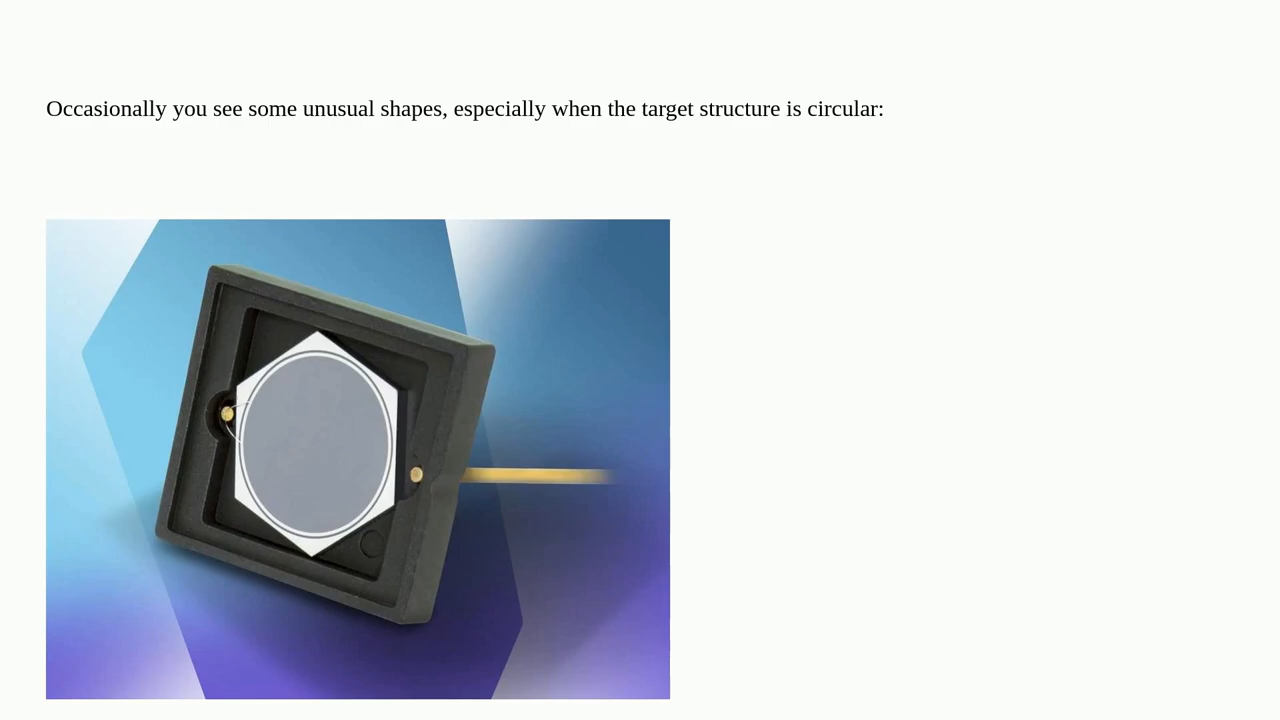 Occasionally you see some unusual shapes, especially when the target structure is circular: